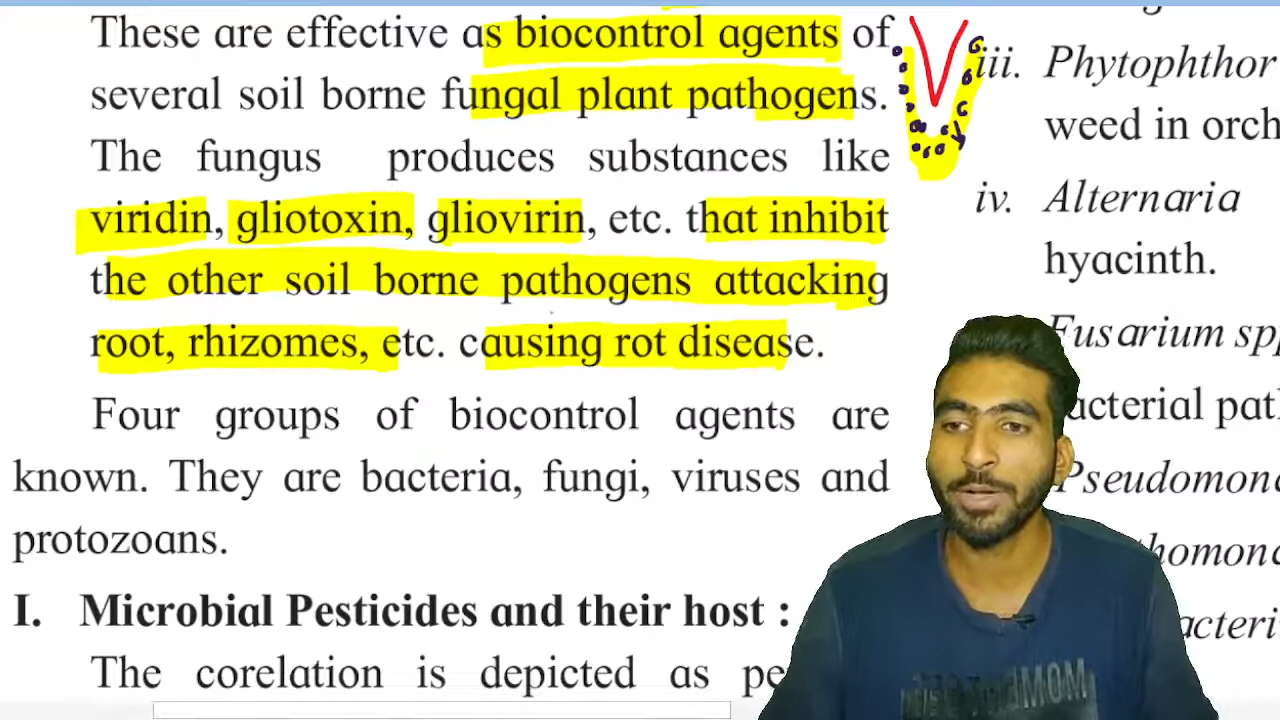 These are effective as biocontrol agents of
several soil borne fungal plant pathogens.
The fungus produces substances like
viridin, gliotoxin, gliovirin, etc. that inhibit
the other soil borne pathogens attacking
root, rhizomes, etc. causing rot disease.
Four groups of biocontrol agents are
known. They are bacteria, fungi, viruses and
protozoans.
I. Microbial Pesticides and their host :
The corelation is depicted as pe
iii. Phytophthor
weed in orch
iv. Alternaria
hyacinth.
Fusarium spp
acterial pat
Pseudomon
thomon
acteri